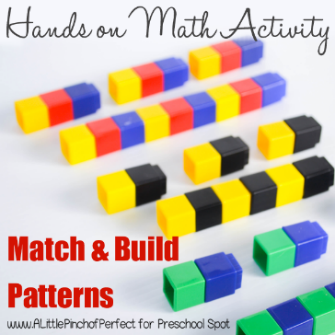 Hands on Math Activity
Match & Build
Patterns
www.ALittlePinchofPerfect for Preschool Spot